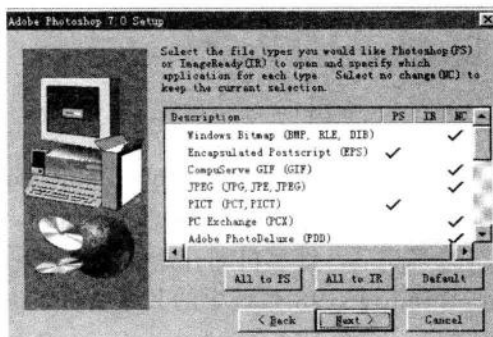 Adobe Photoshop 7.0 Setup
Select the file types you would like Photoshop(PS)
or ImageReady(IR) to open and specify which
application for each type. Select no change(NC) to
keep the currant selection.
Description PS IR NC
Windows Bitmap (BMP, RLE, DIB)
Encapsulated Postscript (EPS)
CompuServe GIF (GIF)
JPEG (JPG,JPE,JPEG)
PICT (PCT,PICT)
PC Exchange (PCX)
Adobe PhotoDeluxe (PDD)
All to PS All to IR Default
< Back Next > Cancel